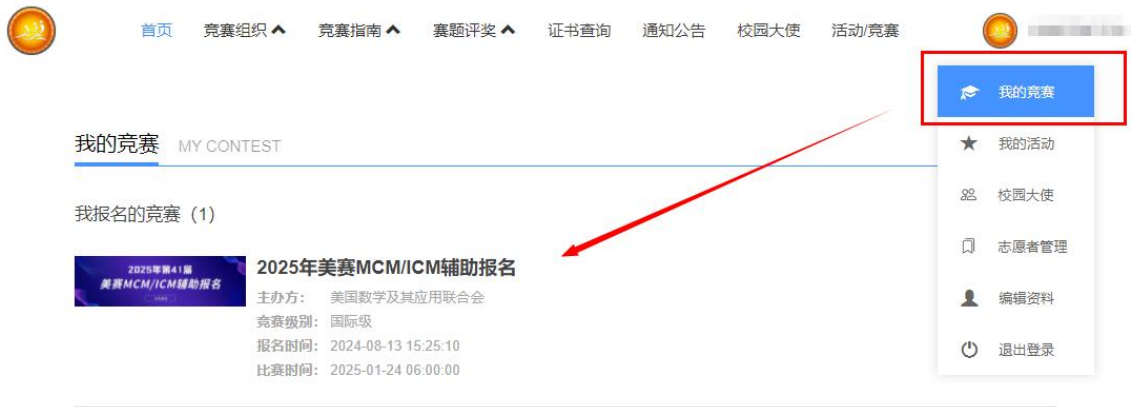 首页 竞赛组织 竞赛指南 赛题评奖 证书查询 通知公告 校园大使 活动/竞赛
我的竞赛
我的活动
校园大使
志愿者管理
编辑资料
退出登录
我的竞赛 MY CONTEST
我报名的竞赛（1）
2025年第41届
美赛MCM/ICM辅助报名
2025年美赛MCM/ICM辅助报名
主办方： 美国数学及其应用联合会
竞赛级别： 国际级
报名时间： 2024-08-13 15:25:10
比赛时间： 2025-01-24 06:00:00